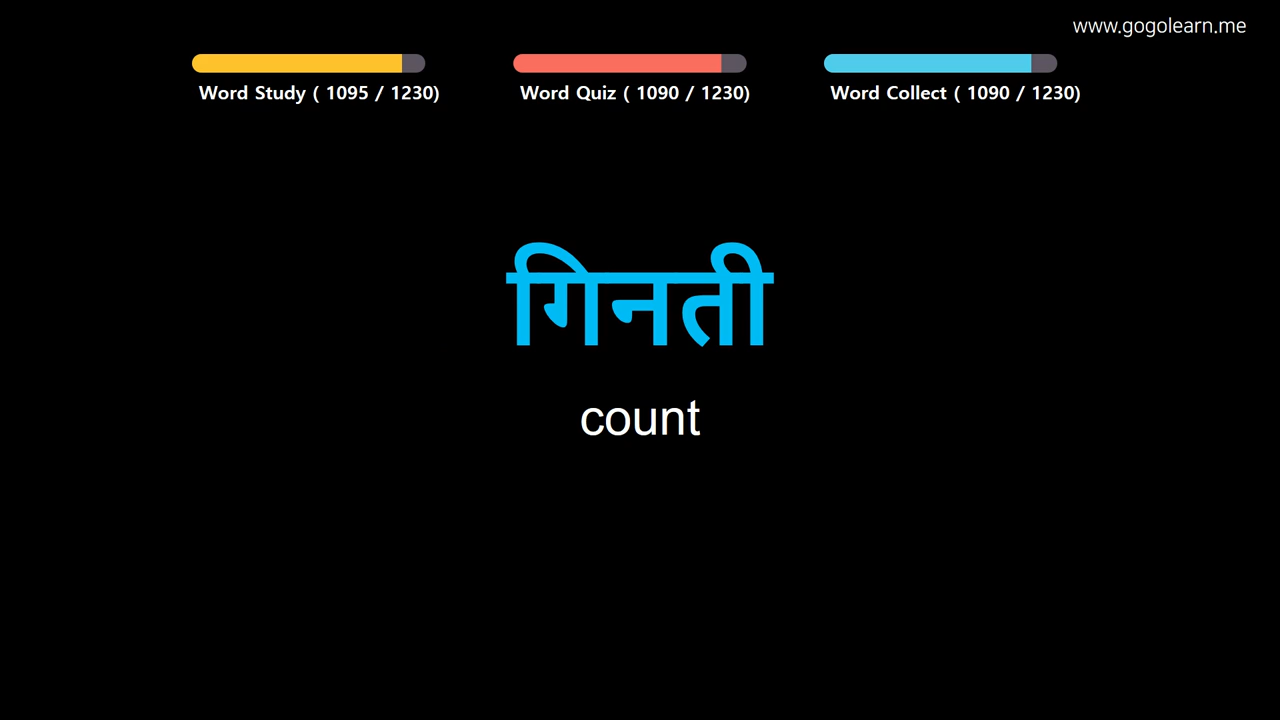 www.gogolearn.me
Word Study ( 1095 / 1230)
Word Quiz ( 1090 / 1230)
Word Collect ( 1090 / 1230)
गिनती
count